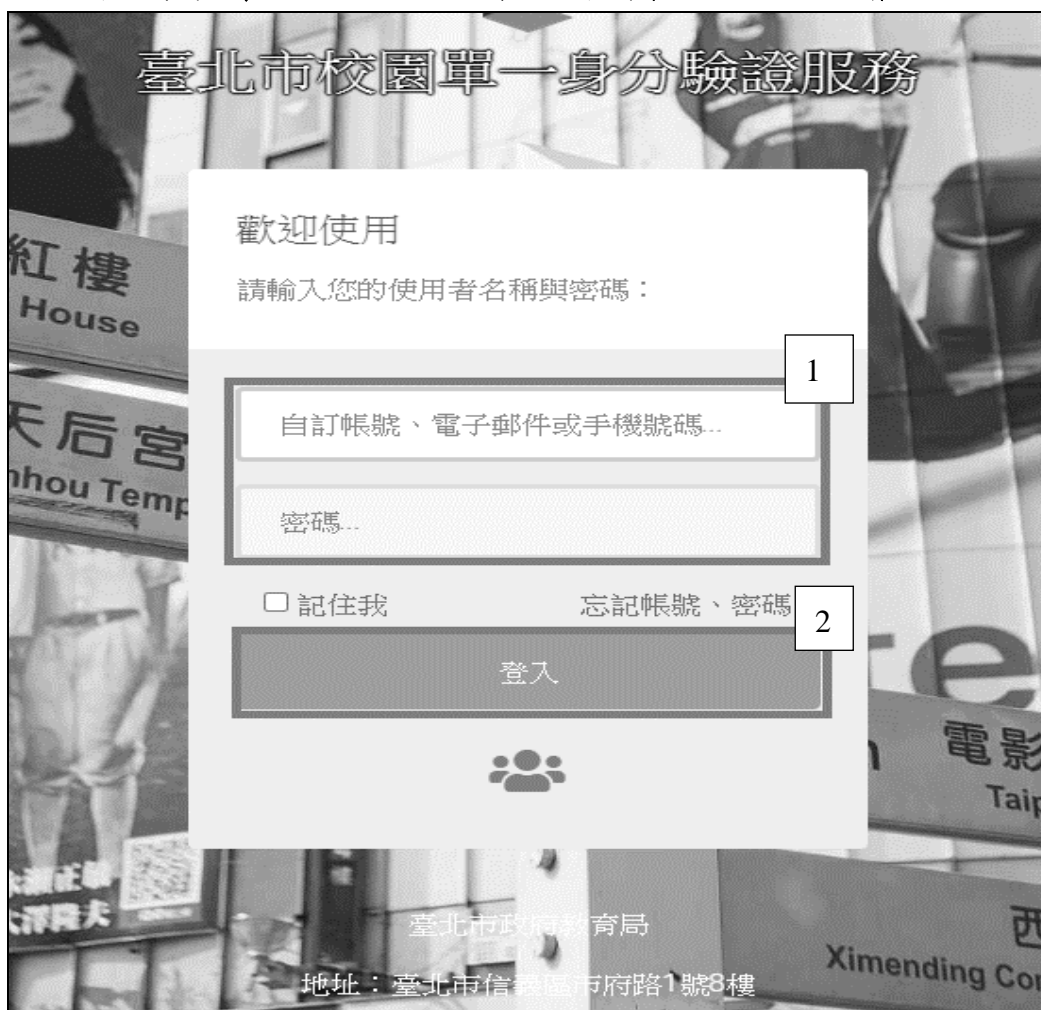 臺北市校園單一身分驗證服務
歡迎使用
請輸入您的使用者名稱與密碼：
1
自訂帳號、電子郵件或手機號碼...
密碼...
記住我 忘記帳號、密碼
2
登入
紅樓
House
天后宮
nhou Temp
電影
Taip
臺北市政府教育局
地址：臺北市信義區市府路1號8樓
西
Ximending Cor